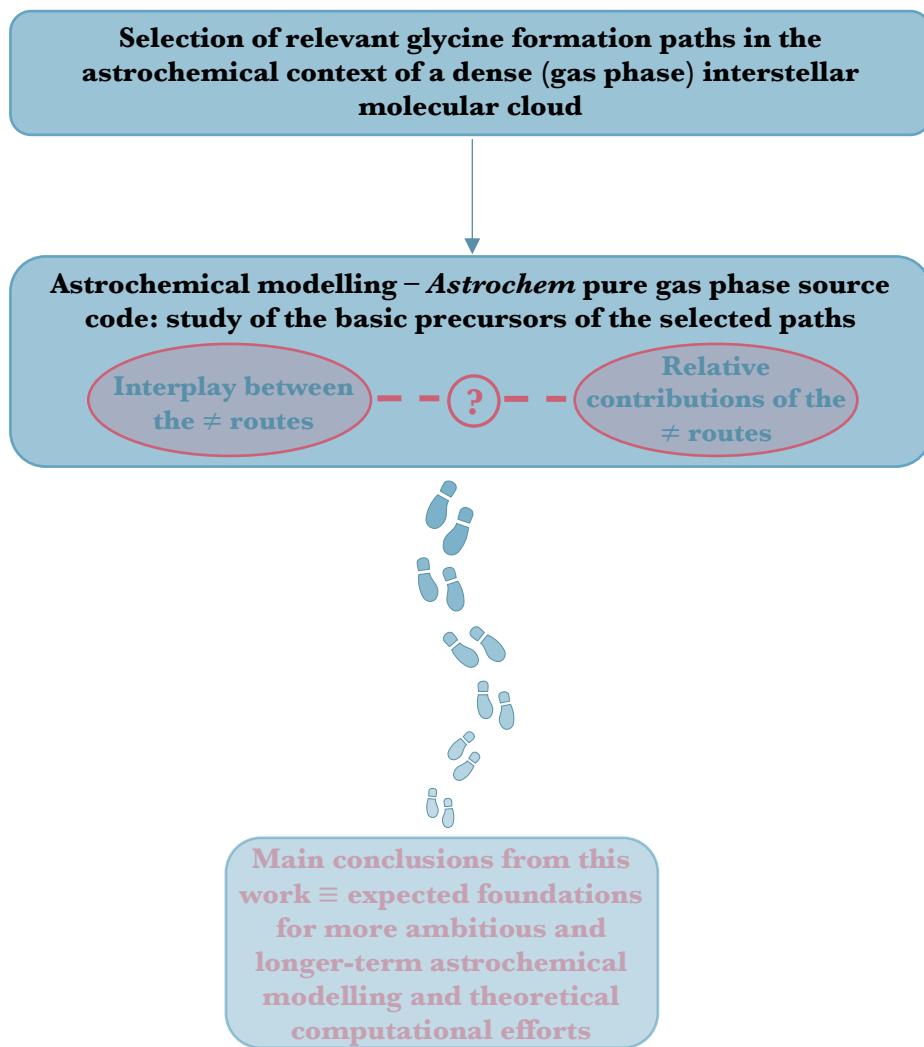 Selection of relevant glycine formation paths in the
astrochemical context of a dense (gas phase) interstellar
molecular cloud
Astrochemical modelling – Astrochem pure gas phase source
code: study of the basic precursors of the selected paths
Interplay between
the ≠ routes
?
Relative
contributions of the
≠ routes
Main conclusions from this
work ≡ expected foundations
for more ambitious and
longer-term astrochemical
modelling and theoretical
computational efforts